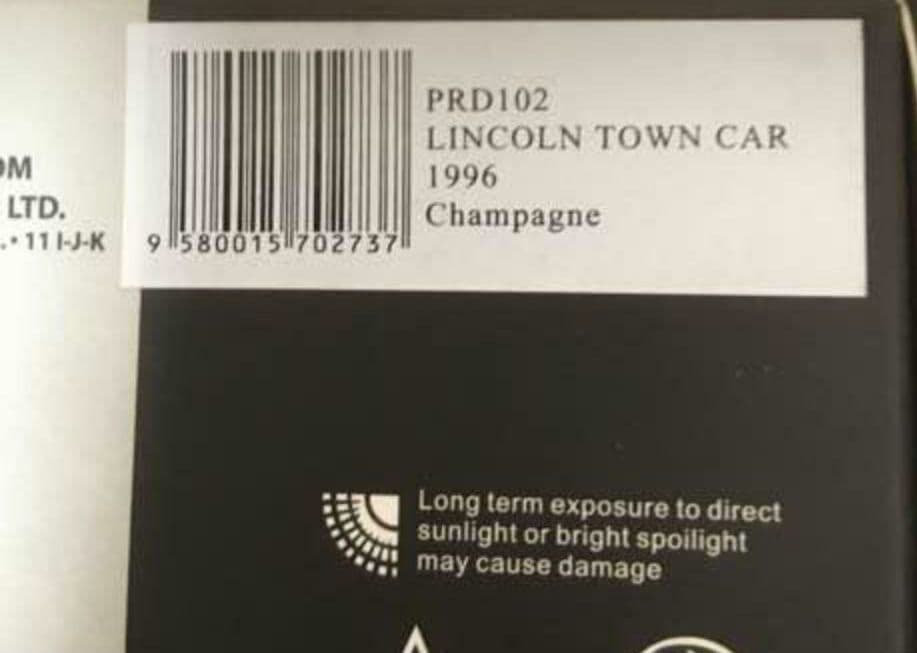 PRD102
LINCOLN TOWN CAR
1996
Champagne
9 580015 702737
OM
LTD.
.• 11 I-J-K
Long term exposure to direct
sunlight or bright spoilight
may cause damage